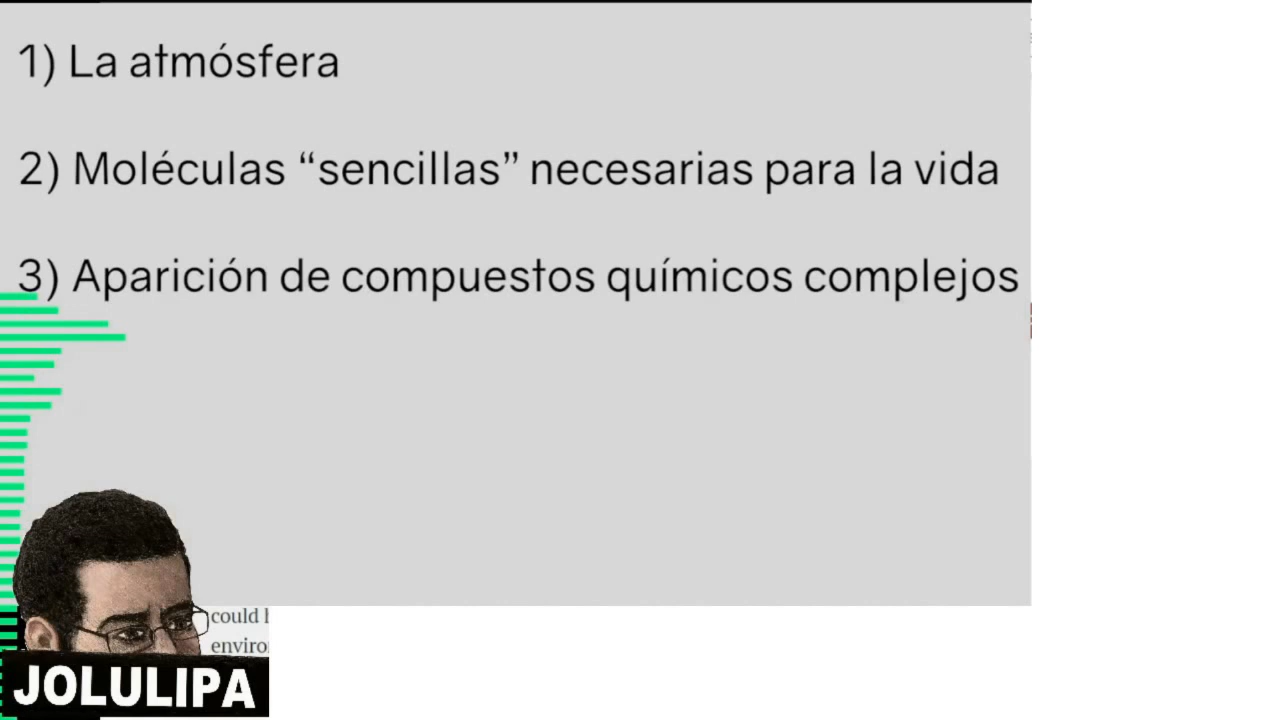 1) La atmósfera
2) Moléculas “sencillas” necesarias para la vida
3) Aparición de compuestos químicos complejos
could
JOLULIPA